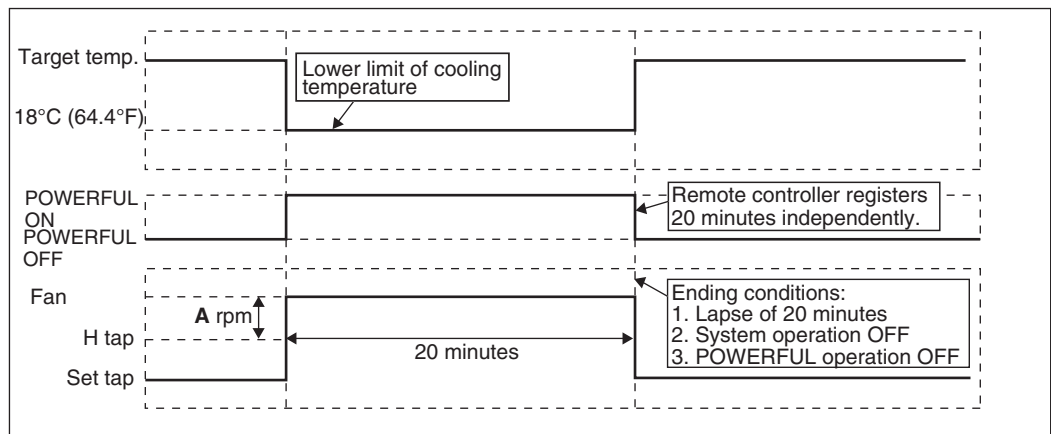 Target temp.
Lower limit of cooling
temperature
18°C (64.4°F)
POWERFUL
ON
POWERFUL
OFF
Remote controller registers
20 minutes independently.
Fan
A rpm
H tap
20 minutes
Set tap
Ending conditions:
1. Lapse of 20 minutes
2. System operation OFF
3. POWERFUL operation OFF